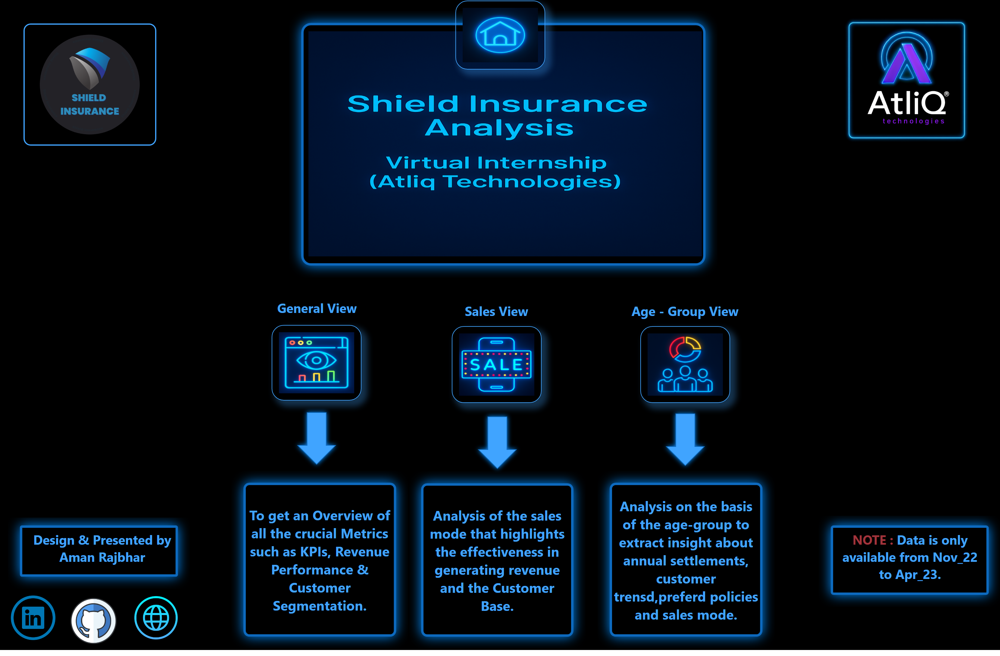 SHIELD
INSURANCE
Shield Insurance
Analysis
Virtual Internship
(Atliq Technologies)
AtliQ®
technologies
General View
Sales View
Age - Group View
SALE
To get an Overview of
all the crucial Metrics
such as KPIs, Revenue
Performance &
Customer
Segmentation.
Analysis of the sales
mode that highlights
the effectiveness in
generating revenue
and the Customer
Base.
Analysis on the basis
of the age-group to
extract insight about
annual settlements,
customer
trensd,preferd policies
and sales mode.
Design & Presented by
Aman Rajbhar
in
NOTE : Data is only
available from Nov_22
to Apr_23.